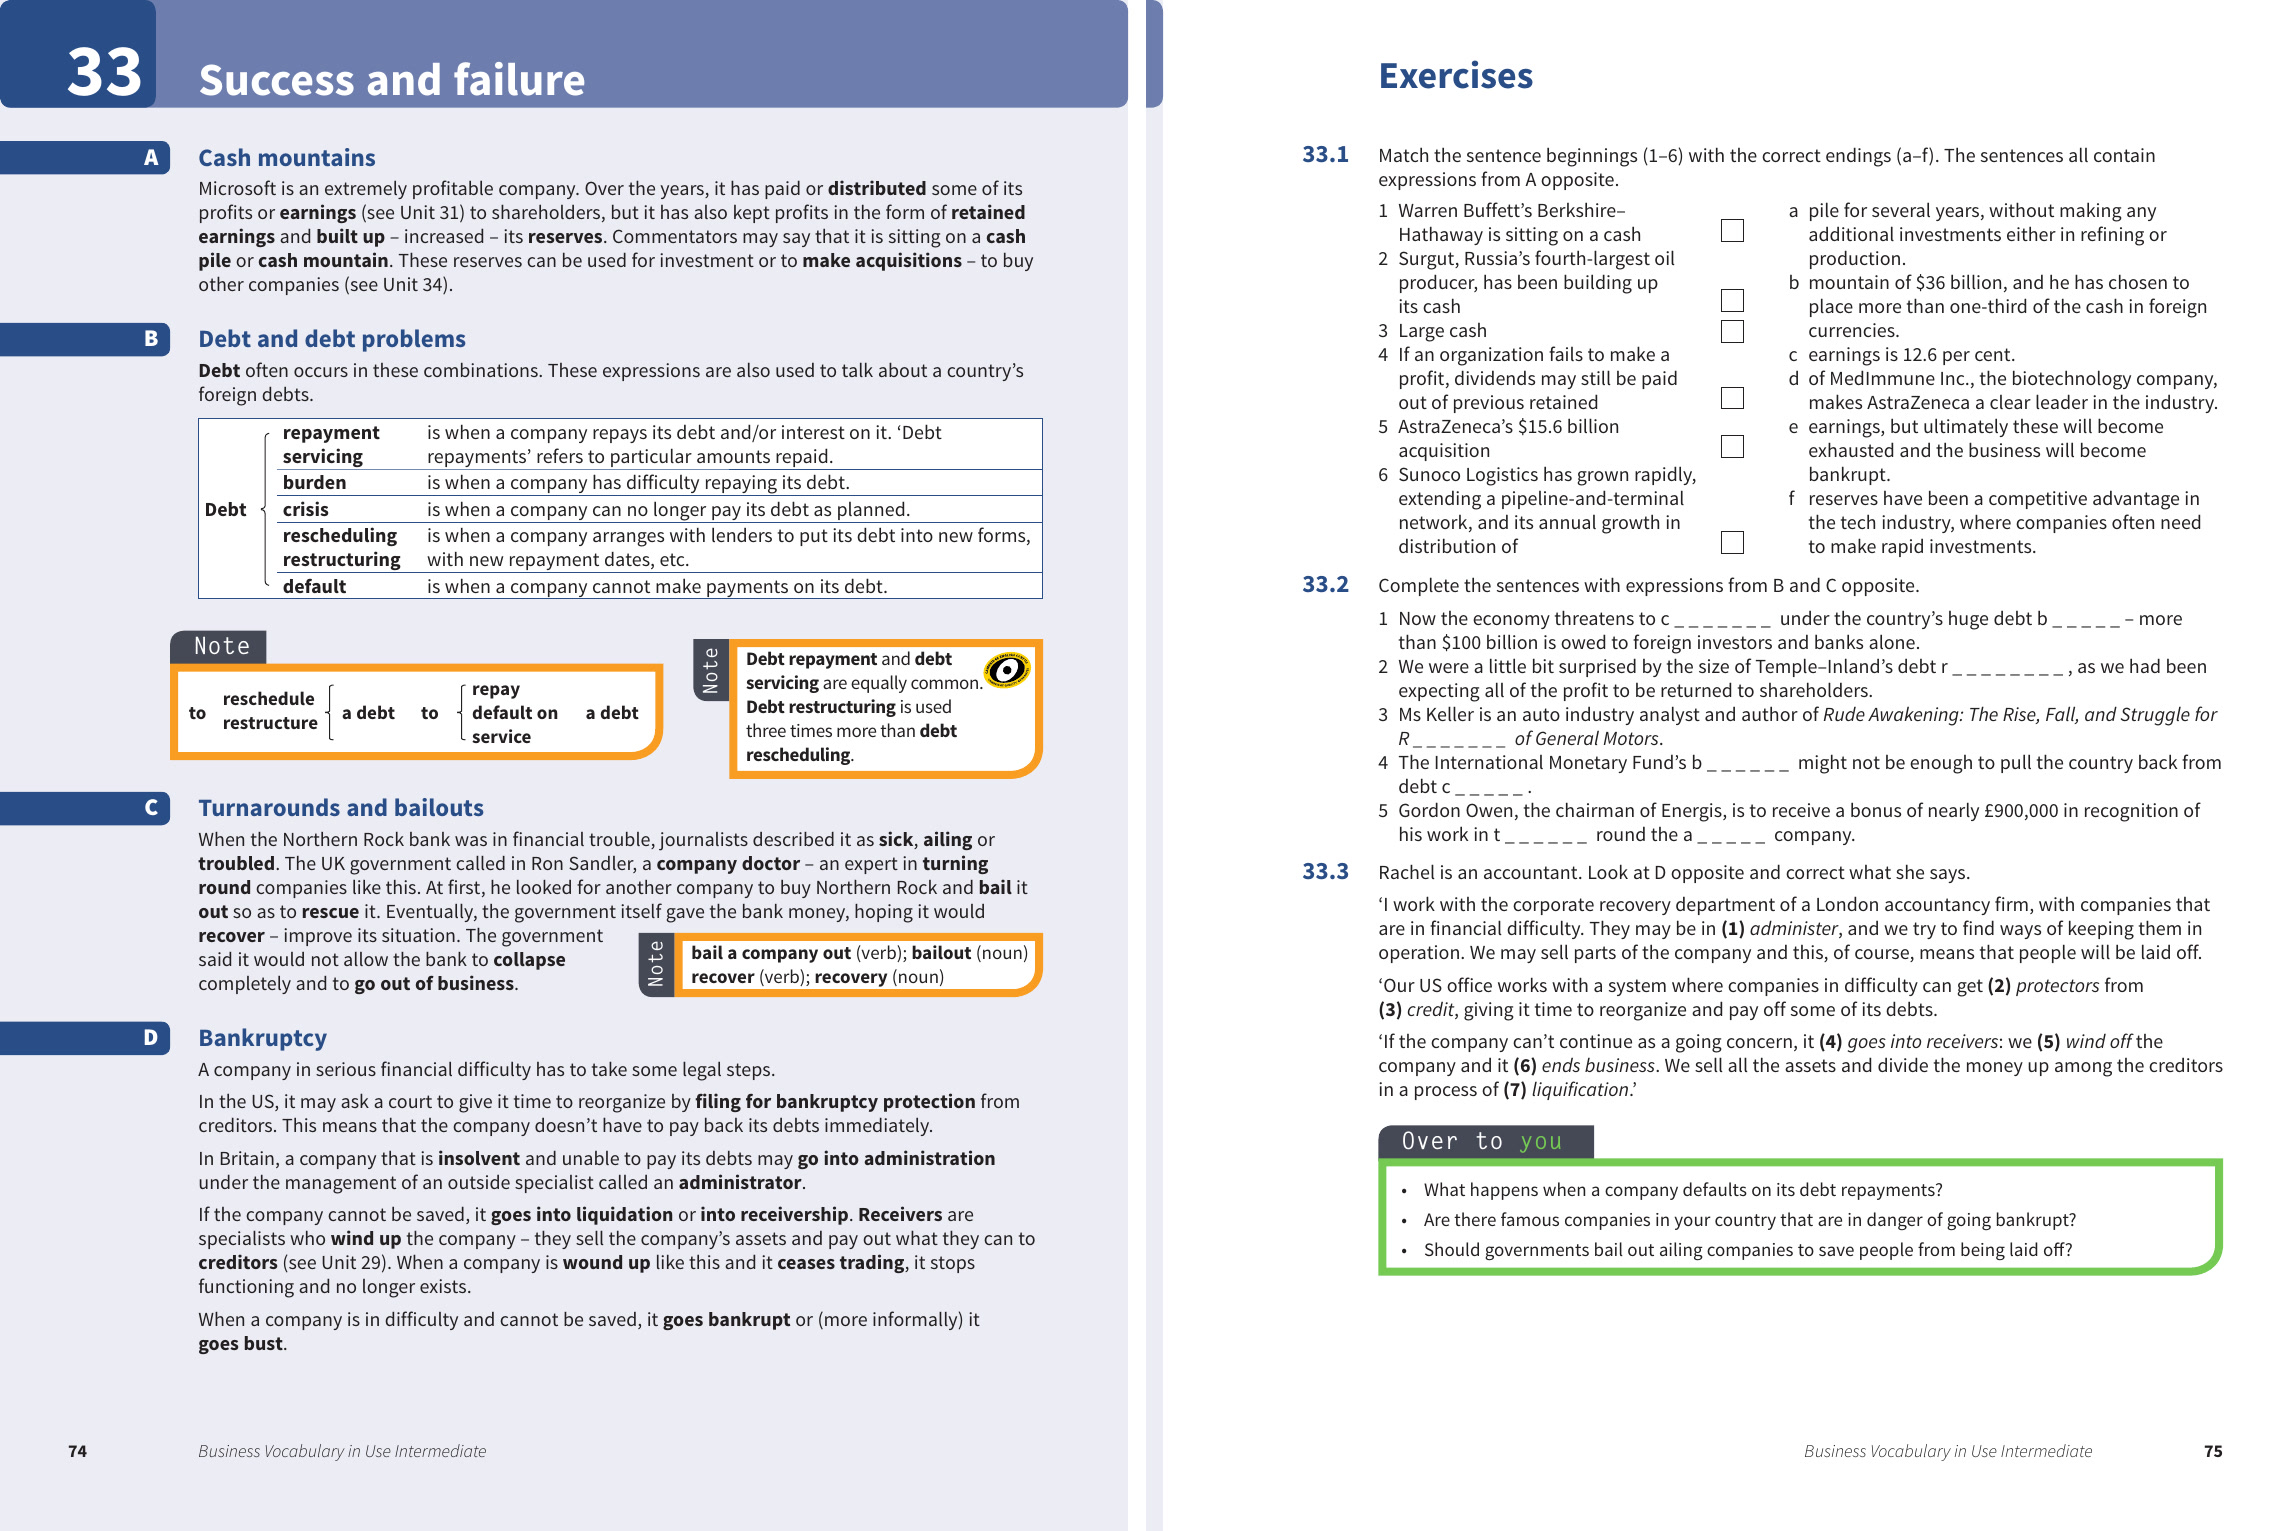 33
Success and failure
A
Cash mountains
Microsoft is an extremely profitable company. Over the years, it has paid or distributed some of its
profits or earnings (see Unit 31) to shareholders, but it has also kept profits in the form of retained
earnings and built up – increased – its reserves. Commentators may say that it is sitting on a cash
pile or cash mountain. These reserves can be used for investment or to make acquisitions – to buy
other companies (see Unit 34).
B
Debt and debt problems
Debt often occurs in these combinations. These expressions are also used to talk about a country’s
foreign debts.
Debt
repayment is when a company repays its debt and/or interest on it. ‘Debt
servicing repayments’ refers to particular amounts repaid.
burden is when a company has difficulty repaying its debt.
crisis is when a company can no longer pay its debt as planned.
rescheduling is when a company arranges with lenders to put its debt into new forms,
restructuring with new repayment dates, etc.
default is when a company cannot make payments on its debt.
Note
to reschedule restructure a debt to repay default on service a debt
Note
Debt repayment and debt
servicing are equally common.
Debt restructuring is used
three times more than debt
rescheduling.
C
Turnarounds and bailouts
When the Northern Rock bank was in financial trouble, journalists described it as sick, ailing or
troubled. The UK government called in Ron Sandler, a company doctor – an expert in turning
round companies like this. At first, he looked for another company to buy Northern Rock and bail it
out so as to rescue it. Eventually, the government itself gave the bank money, hoping it would
recover – improve its situation. The government
said it would not allow the bank to collapse
completely and to go out of business.
Note
bail a company out (verb); bailout (noun)
recover (verb); recovery (noun)
D
Bankruptcy
A company in serious financial difficulty has to take some legal steps.
In the US, it may ask a court to give it time to reorganize by filing for bankruptcy protection from
creditors. This means that the company doesn’t have to pay back its debts immediately.
In Britain, a company that is insolvent and unable to pay its debts may go into administration
under the management of an outside specialist called an administrator.
If the company cannot be saved, it goes into liquidation or into receivership. Receivers are
specialists who wind up the company – they sell the company’s assets and pay out what they can to
creditors (see Unit 29). When a company is wound up like this and it ceases trading, it stops
functioning and no longer exists.
When a company is in difficulty and cannot be saved, it goes bankrupt or (more informally) it
goes bust.
74
Business Vocabulary in Use Intermediate
Exercises
33.1 Match the sentence beginnings (1–6) with the correct endings (a–f). The sentences all contain
expressions from A opposite.
1 Warren Buffett’s Berkshire–
Hathaway is sitting on a cash
2 Surgut, Russia’s fourth-largest oil
producer, has been building up
its cash
3 Large cash
4 If an organization fails to make a
profit, dividends may still be paid
out of previous retained
5 AstraZeneca’s $15.6 billion
acquisition
6 Sunoco Logistics has grown rapidly,
extending a pipeline-and-terminal
network, and its annual growth in
distribution of
a pile for several years, without making any
additional investments either in refining or
production.
b mountain of $36 billion, and he has chosen to
place more than one-third of the cash in foreign
currencies.
c earnings is 12.6 per cent.
d of MedImmune Inc., the biotechnology company,
makes AstraZeneca a clear leader in the industry.
e earnings, but ultimately these will become
exhausted and the business will become
bankrupt.
f reserves have been a competitive advantage in
the tech industry, where companies often need
to make rapid investments.
33.2 Complete the sentences with expressions from B and C opposite.
1 Now the economy threatens to c _ _ _ _ _ _ _ under the country’s huge debt b _ _ _ _ _ – more
than $100 billion is owed to foreign investors and banks alone.
2 We were a little bit surprised by the size of Temple–Inland’s debt r _ _ _ _ _ _ _ _ , as we had been
expecting all of the profit to be returned to shareholders.
3 Ms Keller is an auto industry analyst and author of Rude Awakening: The Rise, Fall, and Struggle for
R _ _ _ _ _ _ _ of General Motors.
4 The International Monetary Fund’s b _ _ _ _ _ _ might not be enough to pull the country back from
debt c _ _ _ _ _ .
5 Gordon Owen, the chairman of Energis, is to receive a bonus of nearly £900,000 in recognition of
his work in t _ _ _ _ _ _ round the a _ _ _ _ _ company.
33.3 Rachel is an accountant. Look at D opposite and correct what she says.
‘I work with the corporate recovery department of a London accountancy firm, with companies that
are in financial difficulty. They may be in (1) administer, and we try to find ways of keeping them in
operation. We may sell parts of the company and this, of course, means that people will be laid off.
‘Our US office works with a system where companies in difficulty can get (2) protectors from
(3) credit, giving it time to reorganize and pay off some of its debts.
‘If the company can’t continue as a going concern, it (4) goes into receivers: we (5) wind off the
company and it (6) ends business. We sell all the assets and divide the money up among the creditors
in a process of (7) liquification.’
Over to you
• What happens when a company defaults on its debt repayments?
• Are there famous companies in your country that are in danger of going bankrupt?
• Should governments bail out ailing companies to save people from being laid off?
Business Vocabulary in Use Intermediate
75